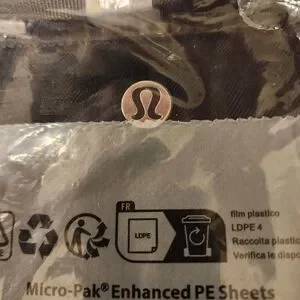 FR
LDPE
film plastico
LDPE 4
Raccolta plastic
Verifica le dispo
Micro-Pak® Enhanced PE Sheets